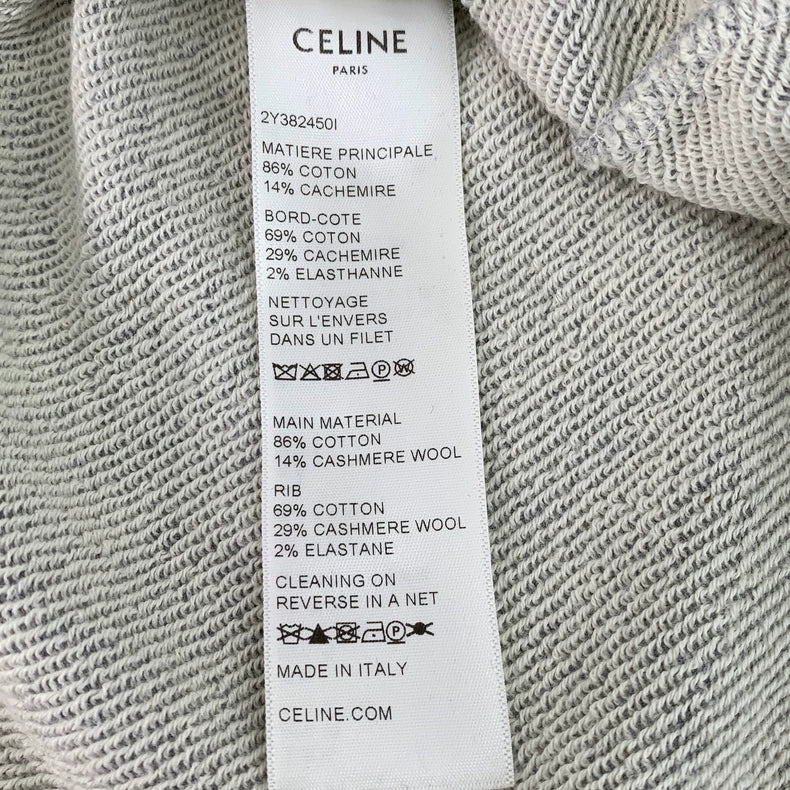 CELINE
PARIS
2Y382450I
MATIERE PRINCIPALE
86% COTON
14% CACHEMIRE
BORD-COTE
69% COTON
29% CACHEMIRE
2% ELASTHANNE
NETTOYAGE
SUR L'ENVERS
DANS UN FILET
P W
MAIN MATERIAL
86% COTTON
14% CASHMERE WOOL
RIB
69% COTTON
29% CASHMERE WOOL
2% ELASTANE
CLEANING ON
REVERSE IN A NET
P
MADE IN ITALY
CELINE.COM